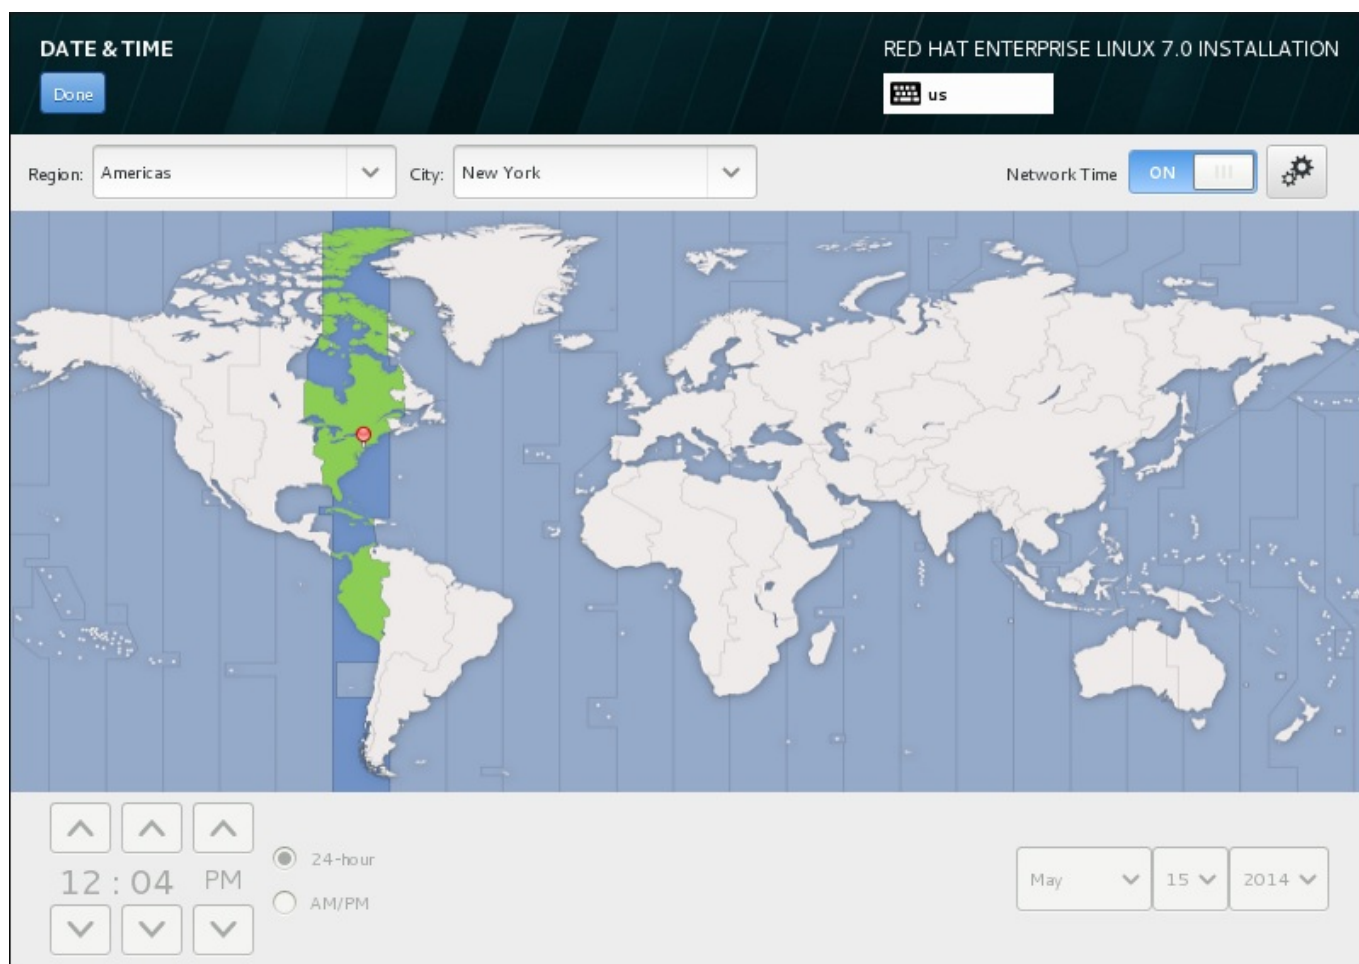 DATE & TIME
RED HAT ENTERPRISE LINUX 7.0 INSTALLATION
Done
us
Region: Americas City: New York Network Time ON
24-hour
12 : 04 PM
AM/PM
May 15 2014